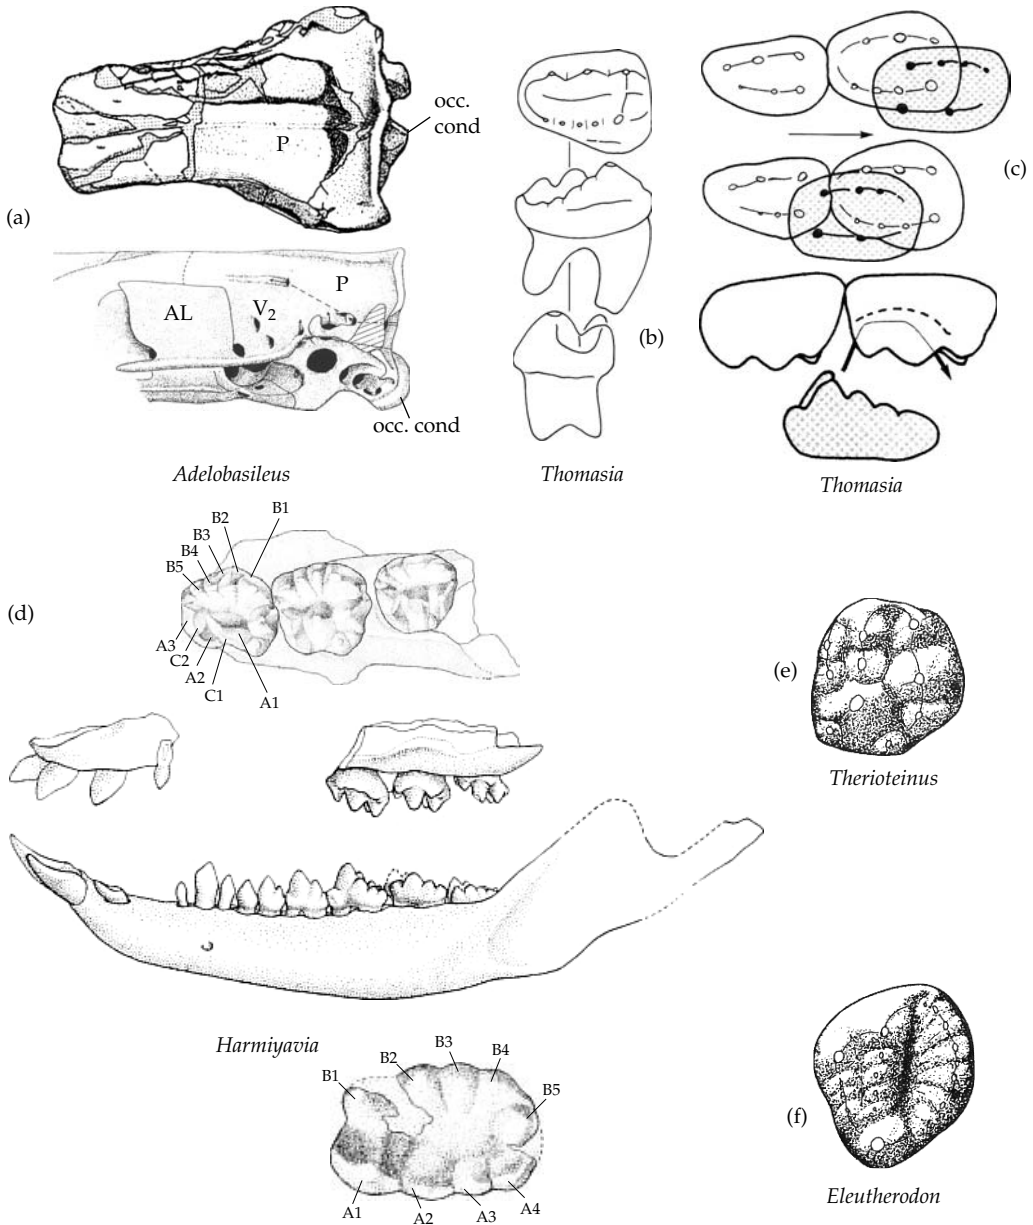 occ.
cond
P
(a)
(c)
P
AL
V2
(b)
occ. cond
Adelobasileus
Thomasia
Thomasia
B1
B2
B3
B4
B5
(d)
A3
C2
A2
C1
A1
(e)
Therioteinus
Harmiyavia
B3
B2
B4
B1
B5
(f)
A1
A2
A3
A4
Eleutherodon